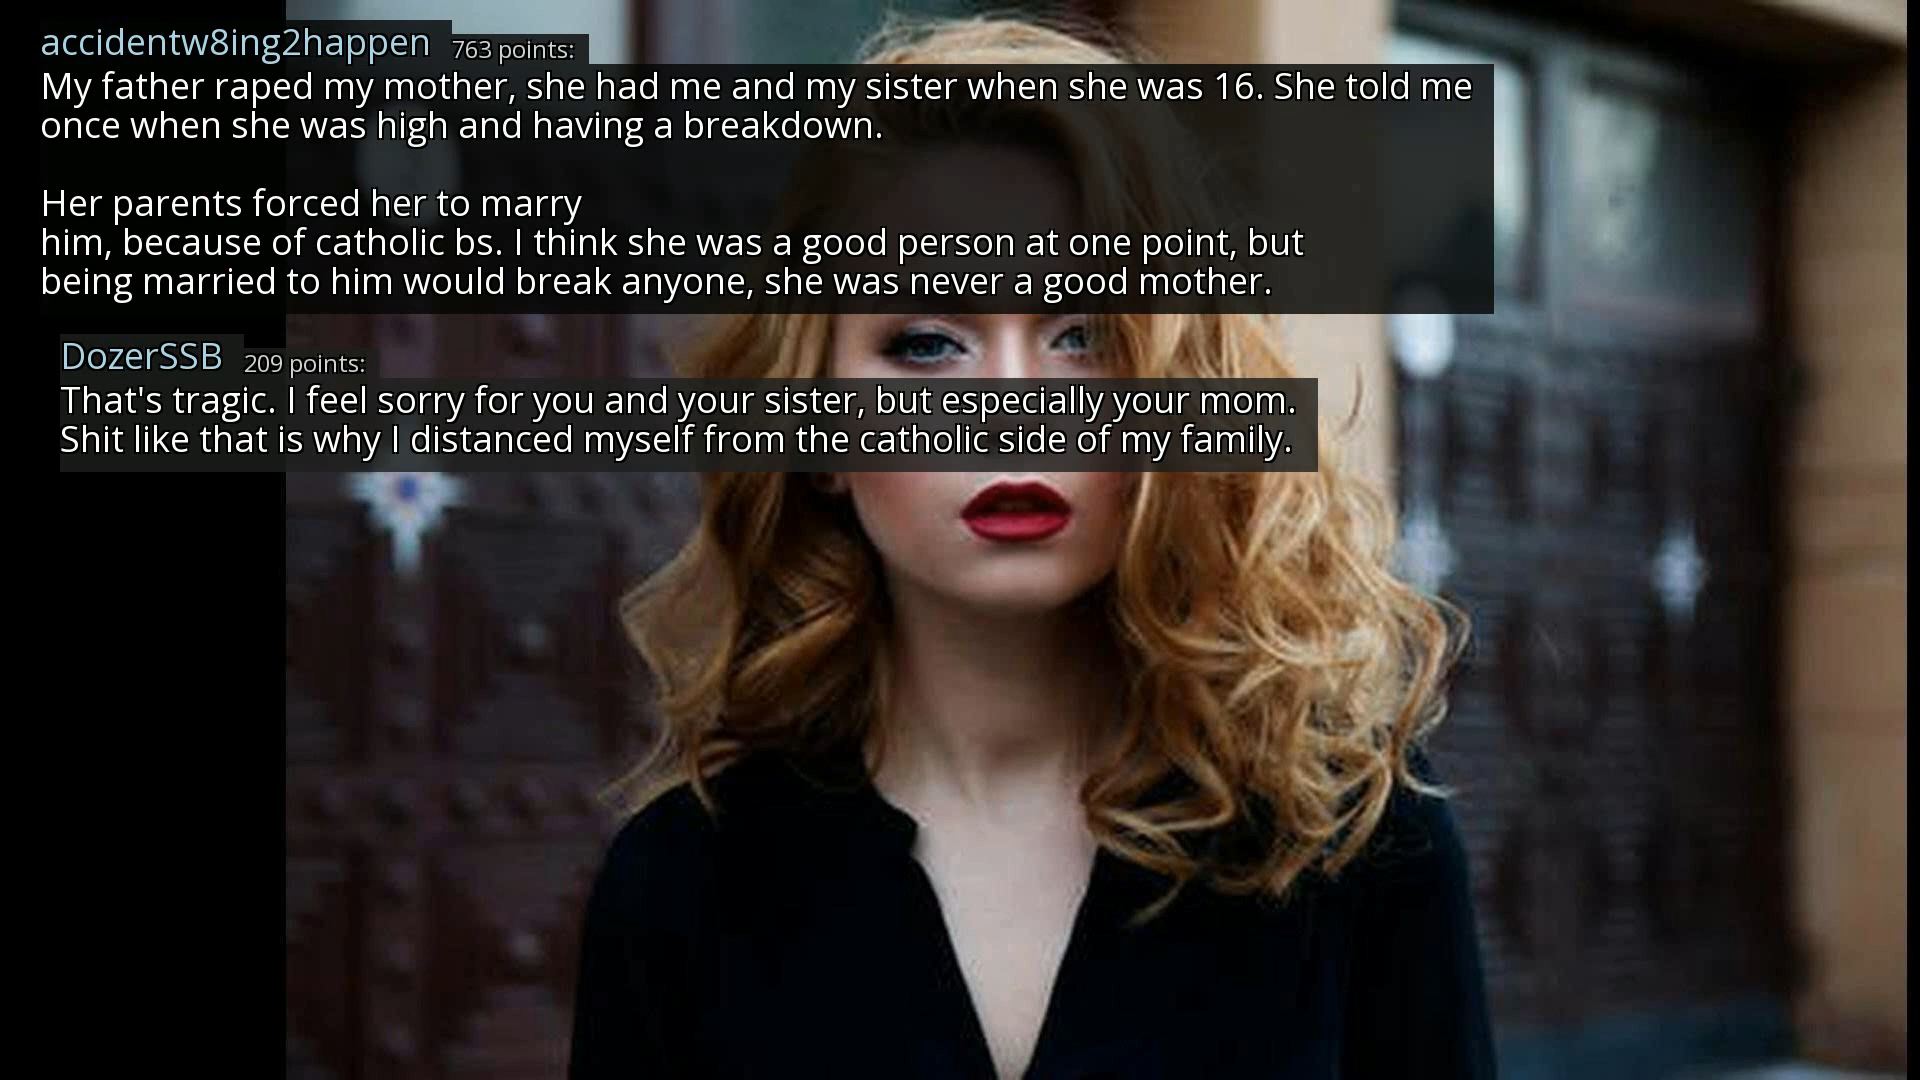 accidentw8ing2happen 763 points:
My father raped my mother, she had me and my sister when she was 16. She told me
once when she was high and having a breakdown.
Her parents forced her to marry
him, because of catholic bs. I think she was a good person at one point, but
being married to him would break anyone, she was never a good mother.
DozerSSB 209 points:
That's tragic. I feel sorry for you and your sister, but especially your mom.
Shit like that is why I distanced myself from the catholic side of my family.